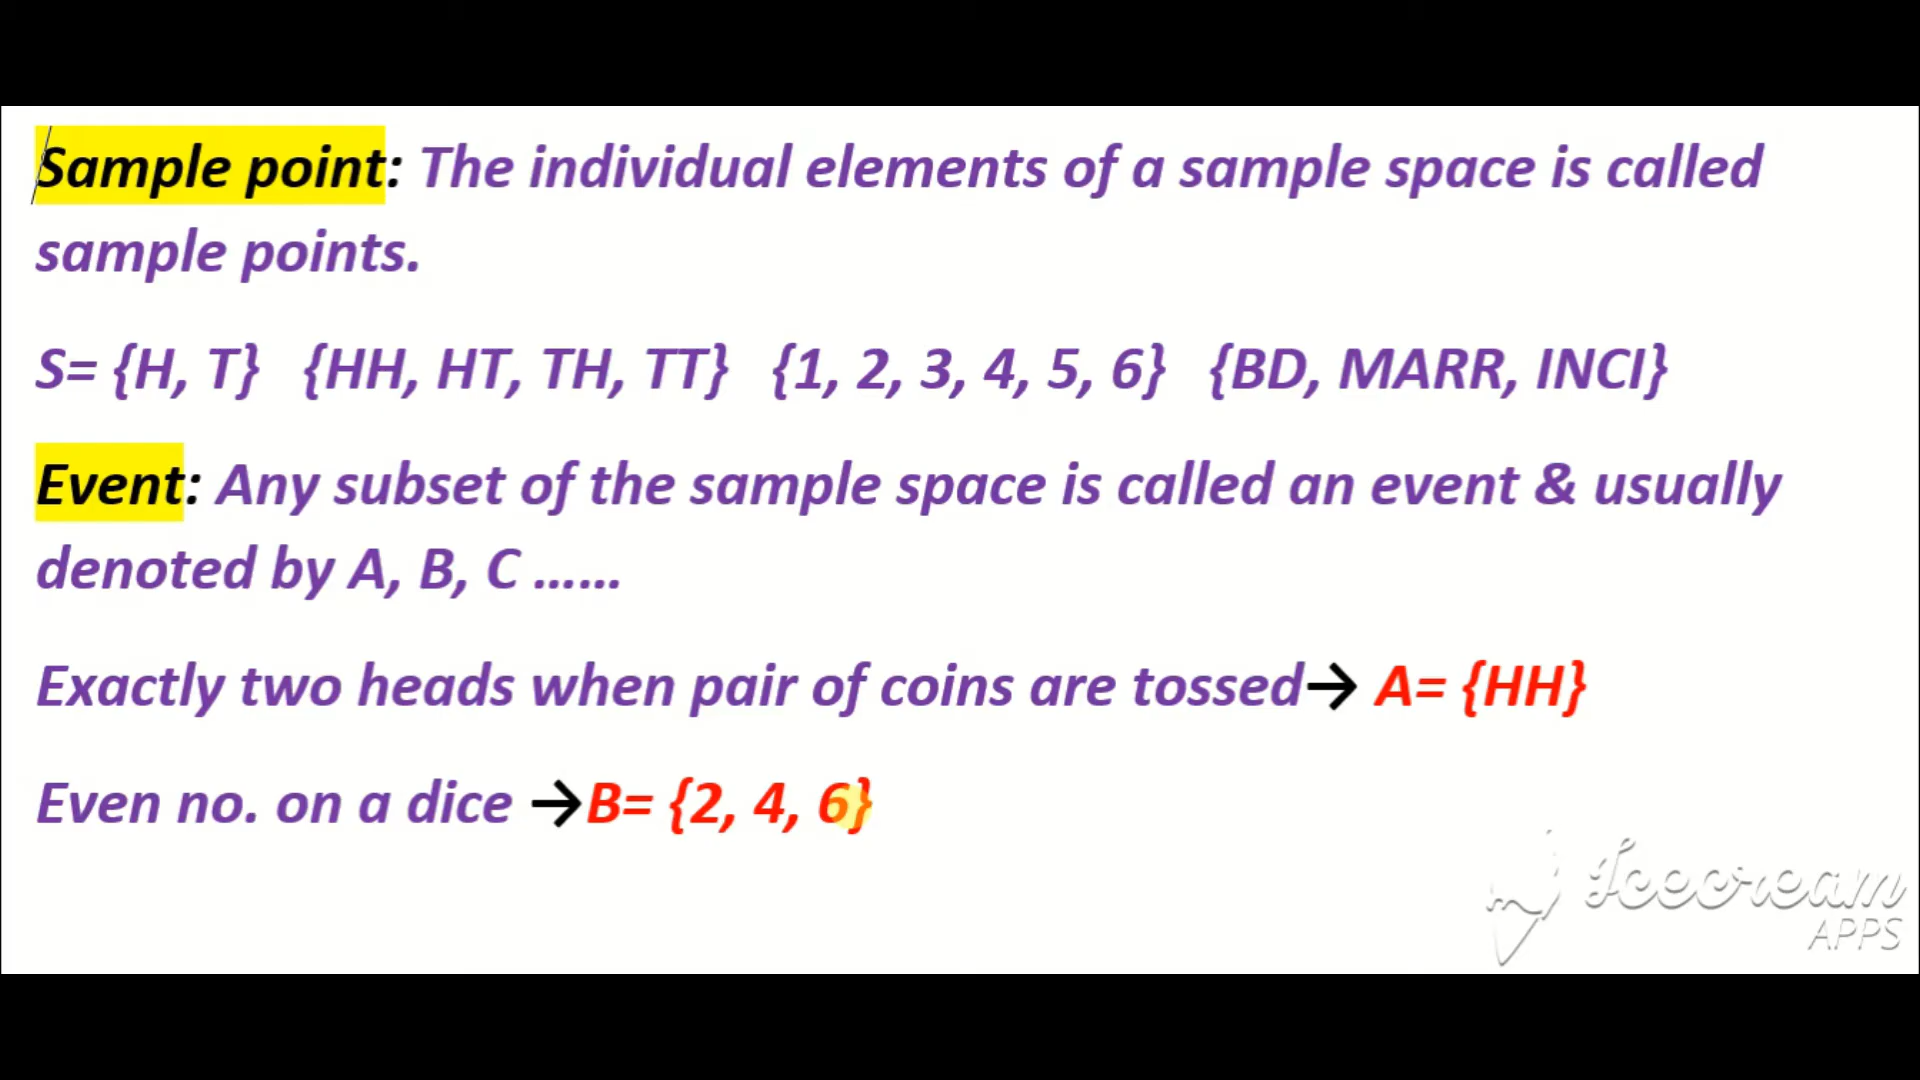 Sample point: The individual elements of a sample space is called
sample points.
S= {H, T} {HH, HT, TH, TT} {1, 2, 3, 4, 5, 6} {BD, MARR, INCI}
Event: Any subset of the sample space is called an event & usually
denoted by A, B, C ......
Exactly two heads when pair of coins are tossed→ A= {HH}
Even no. on a dice →B= {2, 4, 6}
Icecream
APPS